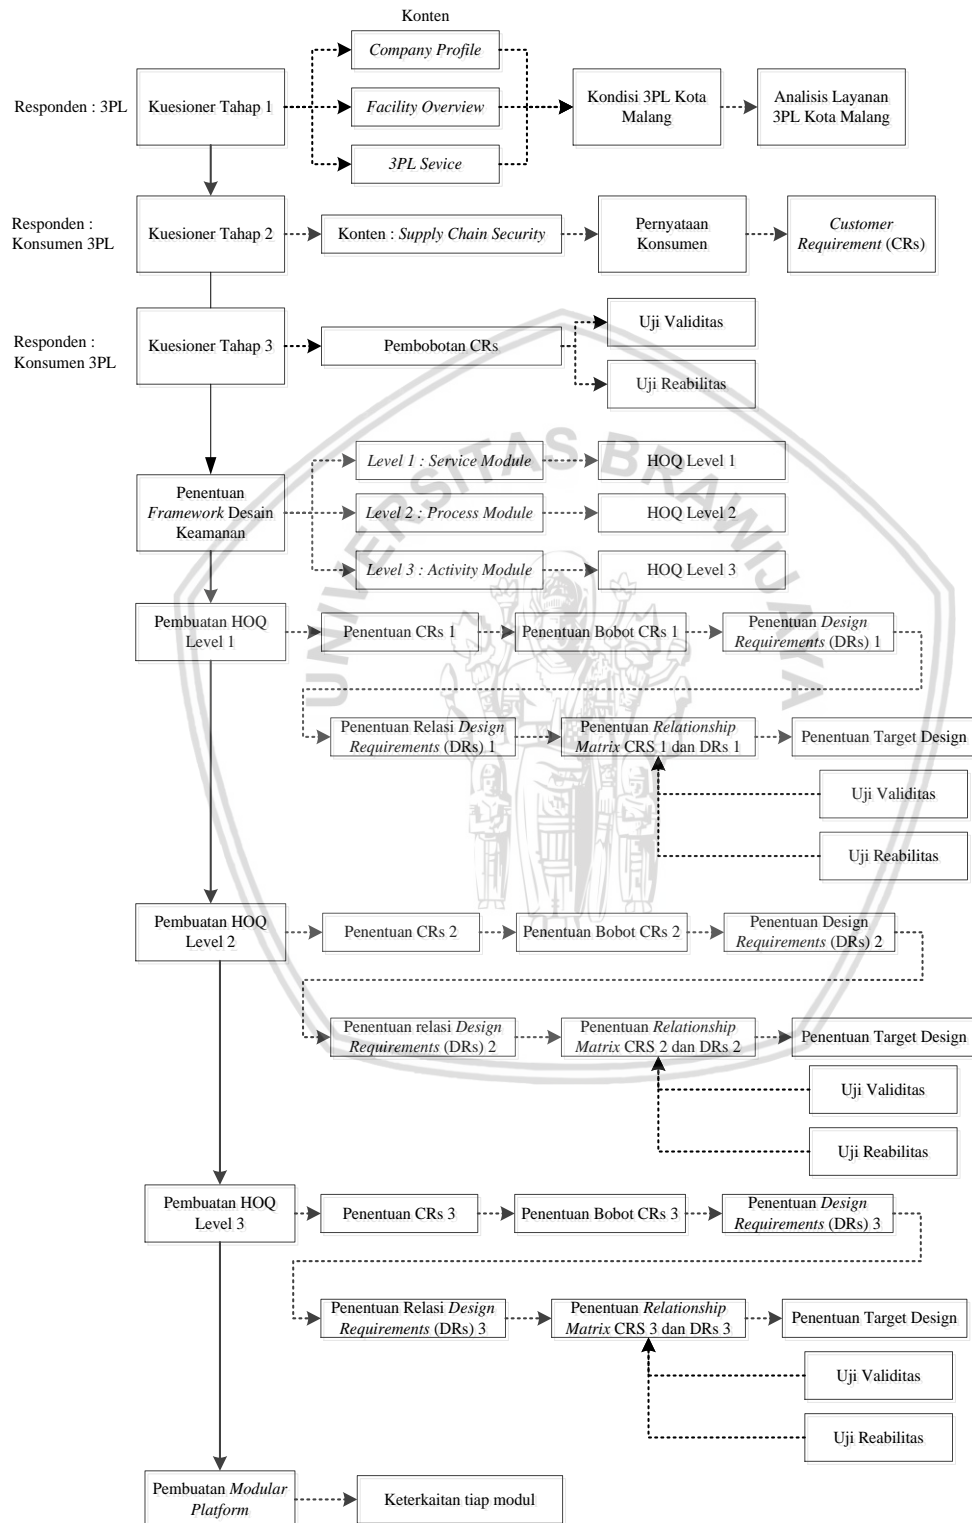 Konten
Responden : 3PL
Kuesioner Tahap 1
Company Profile
Facility Overview
3PL Sevice
Kondisi 3PL Kota
Malang
Analisis Layanan
3PL Kota Malang
Responden :
Konsumen 3PL
Kuesioner Tahap 2
Konten : Supply Chain Security
Pernyataan
Konsumen
Customer
Requirement (CRs)
Responden :
Konsumen 3PL
Kuesioner Tahap 3
Pembobotan CRs
Uji Validitas
Uji Reabilitas
UNIVERSITAS BRAWIJAYA
Penentuan
Framework Desain
Keamanan
Level 1 : Service Module
HOQ Level 1
Level 2 : Process Module
HOQ Level 2
Level 3 : Activity Module
HOQ Level 3
Pembuatan HOQ
Level 1
Penentuan CRs 1
Penentuan Bobot CRs 1
Penentuan Design
Requirements (DRs) 1
Penentuan Relasi Design
Requirements (DRs) 1
Penentuan Relationship
Matrix CRS 1 dan DRs 1
Penentuan Target Design
Uji Validitas
Uji Reabilitas
Pembuatan HOQ
Level 2
Penentuan CRs 2
Penentuan Bobot CRs 2
Penentuan Design
Requirements (DRs) 2
Penentuan relasi Design
Requirements (DRs) 2
Penentuan Relationship
Matrix CRS 2 dan DRs 2
Penentuan Target Design
Uji Validitas
Uji Reabilitas
Pembuatan HOQ
Level 3
Penentuan CRs 3
Penentuan Bobot CRs 3
Penentuan Design
Requirements (DRs) 3
Penentuan Relasi Design
Requirements (DRs) 3
Penentuan Relationship
Matrix CRS 3 dan DRs 3
Penentuan Target Design
Uji Validitas
Uji Reabilitas
Pembuatan Modular
Platform
Keterkaitan tiap modul